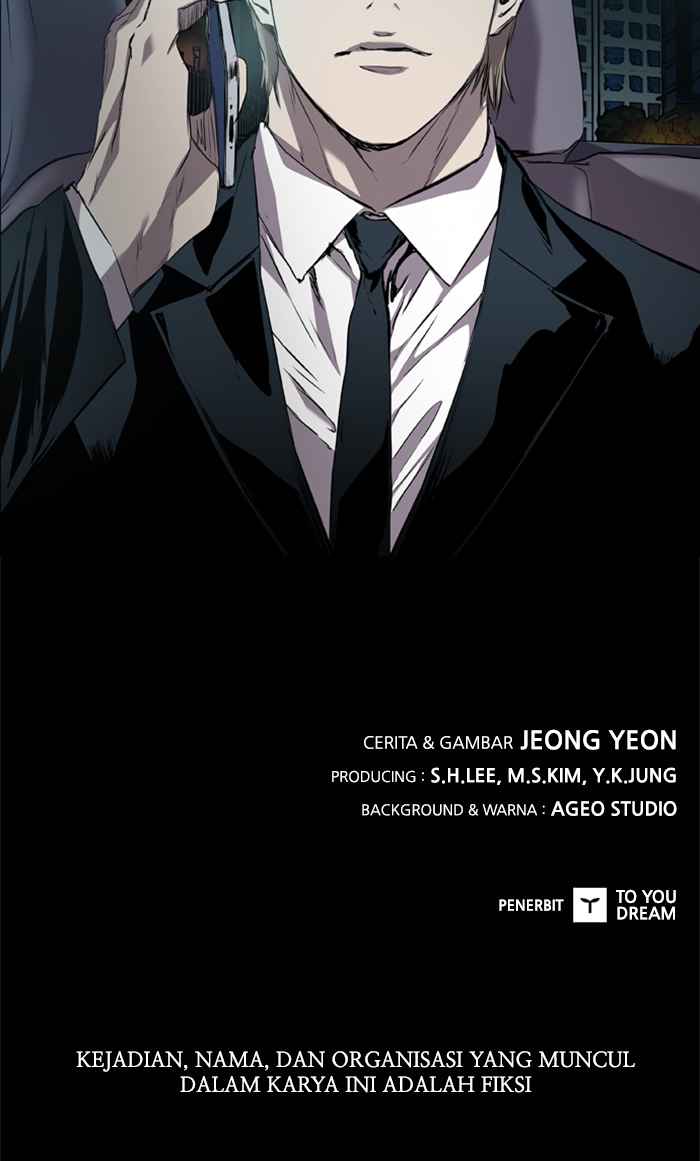 CERITA & GAMBAR JEONG YEON
PRODUCING : S.H.LEE, M.S.KIM, Y.K.JUNG
BACKGROUND & WARNA : AGEO STUDIO
PENERBIT TO YOU
DREAM
KEJADIAN, NAMA, DAN ORGANISASI YANG MUNCUL
DALAM KARYA INI ADALAH FIKSI